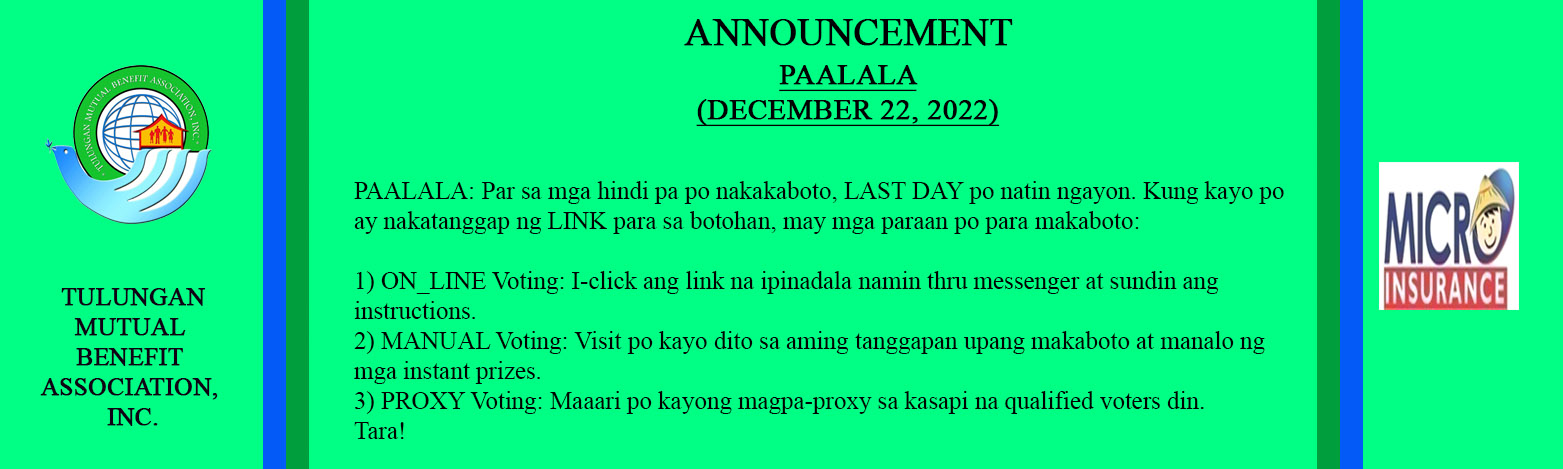 ANNOUNCEMENT
PAALALA
(DECEMBER 22, 2022)
TULUNGAN MUTUAL BENEFIT ASSOCIATION, INC.
TULUNGAN
MUTUAL
BENEFIT
ASSOCIATION,
INC.
PAALALA: Par sa mga hindi pa po nakakaboto, LAST DAY po natin ngayon. Kung kayo po
ay nakatanggap ng LINK para sa botohan, may mga paraan po para makaboto:
1) ON_LINE Voting: I-click ang link na ipinadala namin thru messenger at sundin ang
instructions.
2) MANUAL Voting: Visit po kayo dito sa aming tanggapan upang makaboto at manalo ng
mga instant prizes.
3) PROXY Voting: Maaari po kayong magpa-proxy sa kasapi na qualified voters din.
Tara!
MICRO
INSURANCE